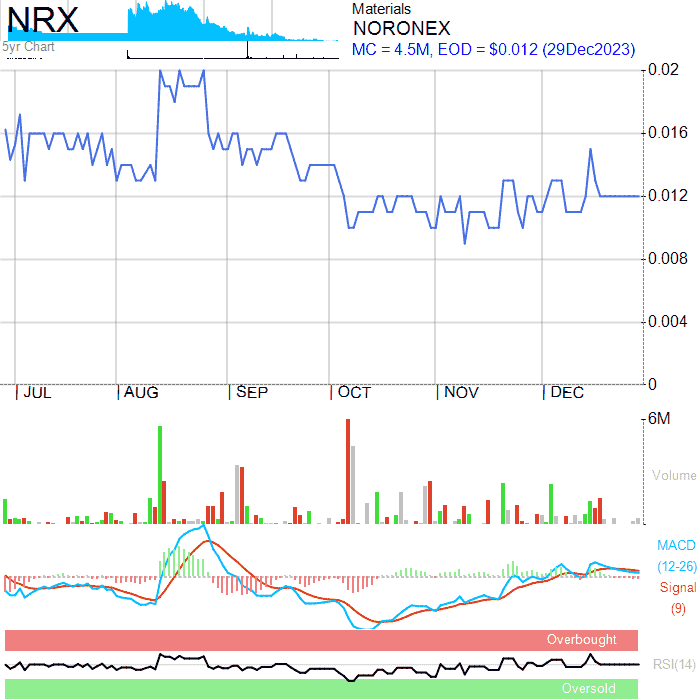 NRX
5yr Chart
Materials
NORONEX
MC = 4.5M, EOD = $0.012 (29Dec2023)
0.02
0.016
0.012
0.008
0.004
0
JUL AUG SEP OCT NOV DEC
6M
Volume
MACD
(12-26)
Signal
(9)
Overbought
RSI(14)
Oversold